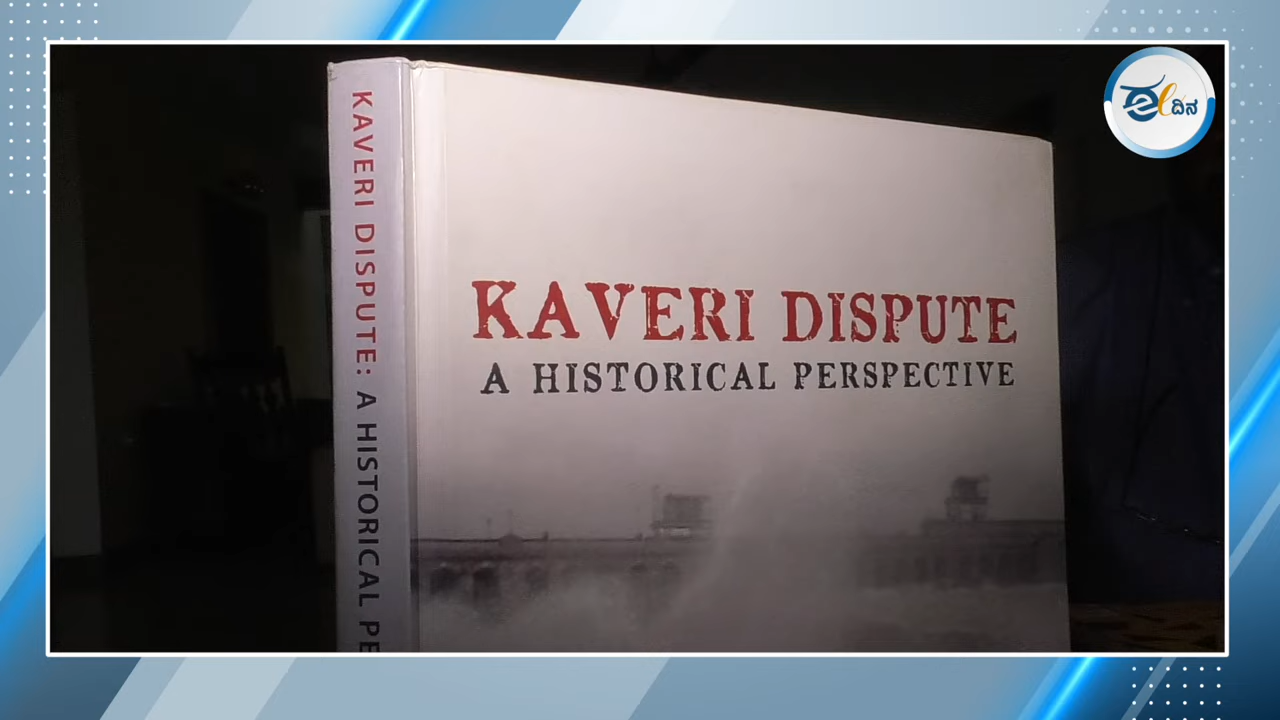 KAVERI DISPUTE: A HISTORICAL PE
KAVERI DISPUTE
A HISTORICAL PERSPECTIVE
ಈ ದಿನ